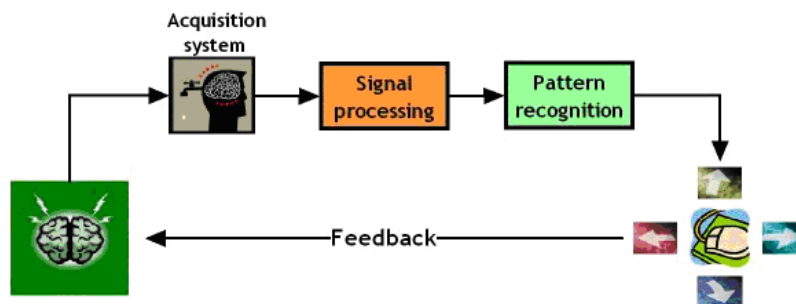 Acquisition
system
Signal
processing
Pattern
recognition
Feedback